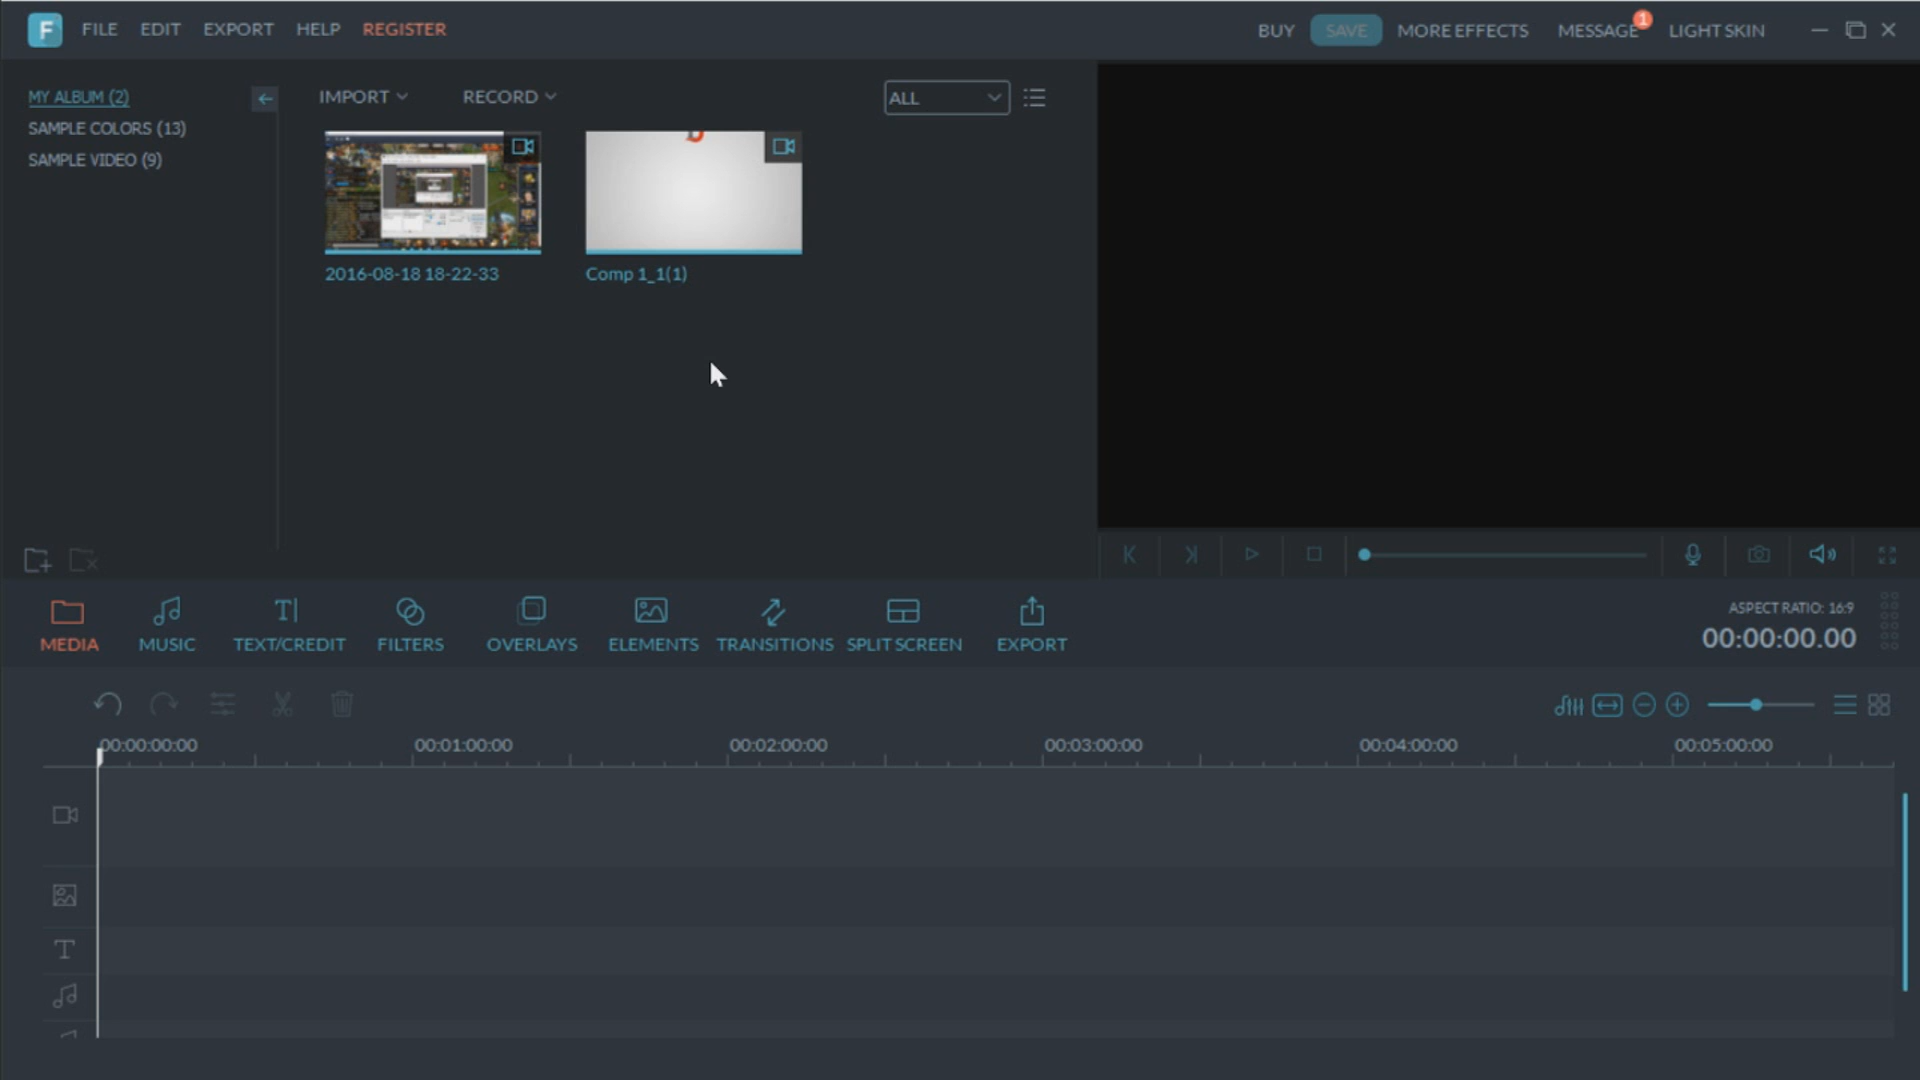 F FILE EDIT EXPORT HELP REGISTER BUY SAVE MORE EFFECTS MESSAGE 1 LIGHT SKIN
MY ALBUM (2) IMPORT RECORD ALL
SAMPLE COLORS (13)
SAMPLE VIDEO (9)
2016-08-18 18-22-33 Comp 1_1(1)
MEDIA MUSIC TEXT/CREDIT FILTERS OVERLAYS ELEMENTS TRANSITIONS SPLIT SCREEN EXPORT
ASPECT RATIO: 16:9
00:00:00.00
00:00:00:00 00:01:00:00 00:02:00:00 00:03:00:00 00:04:00:00 00:05:00:00